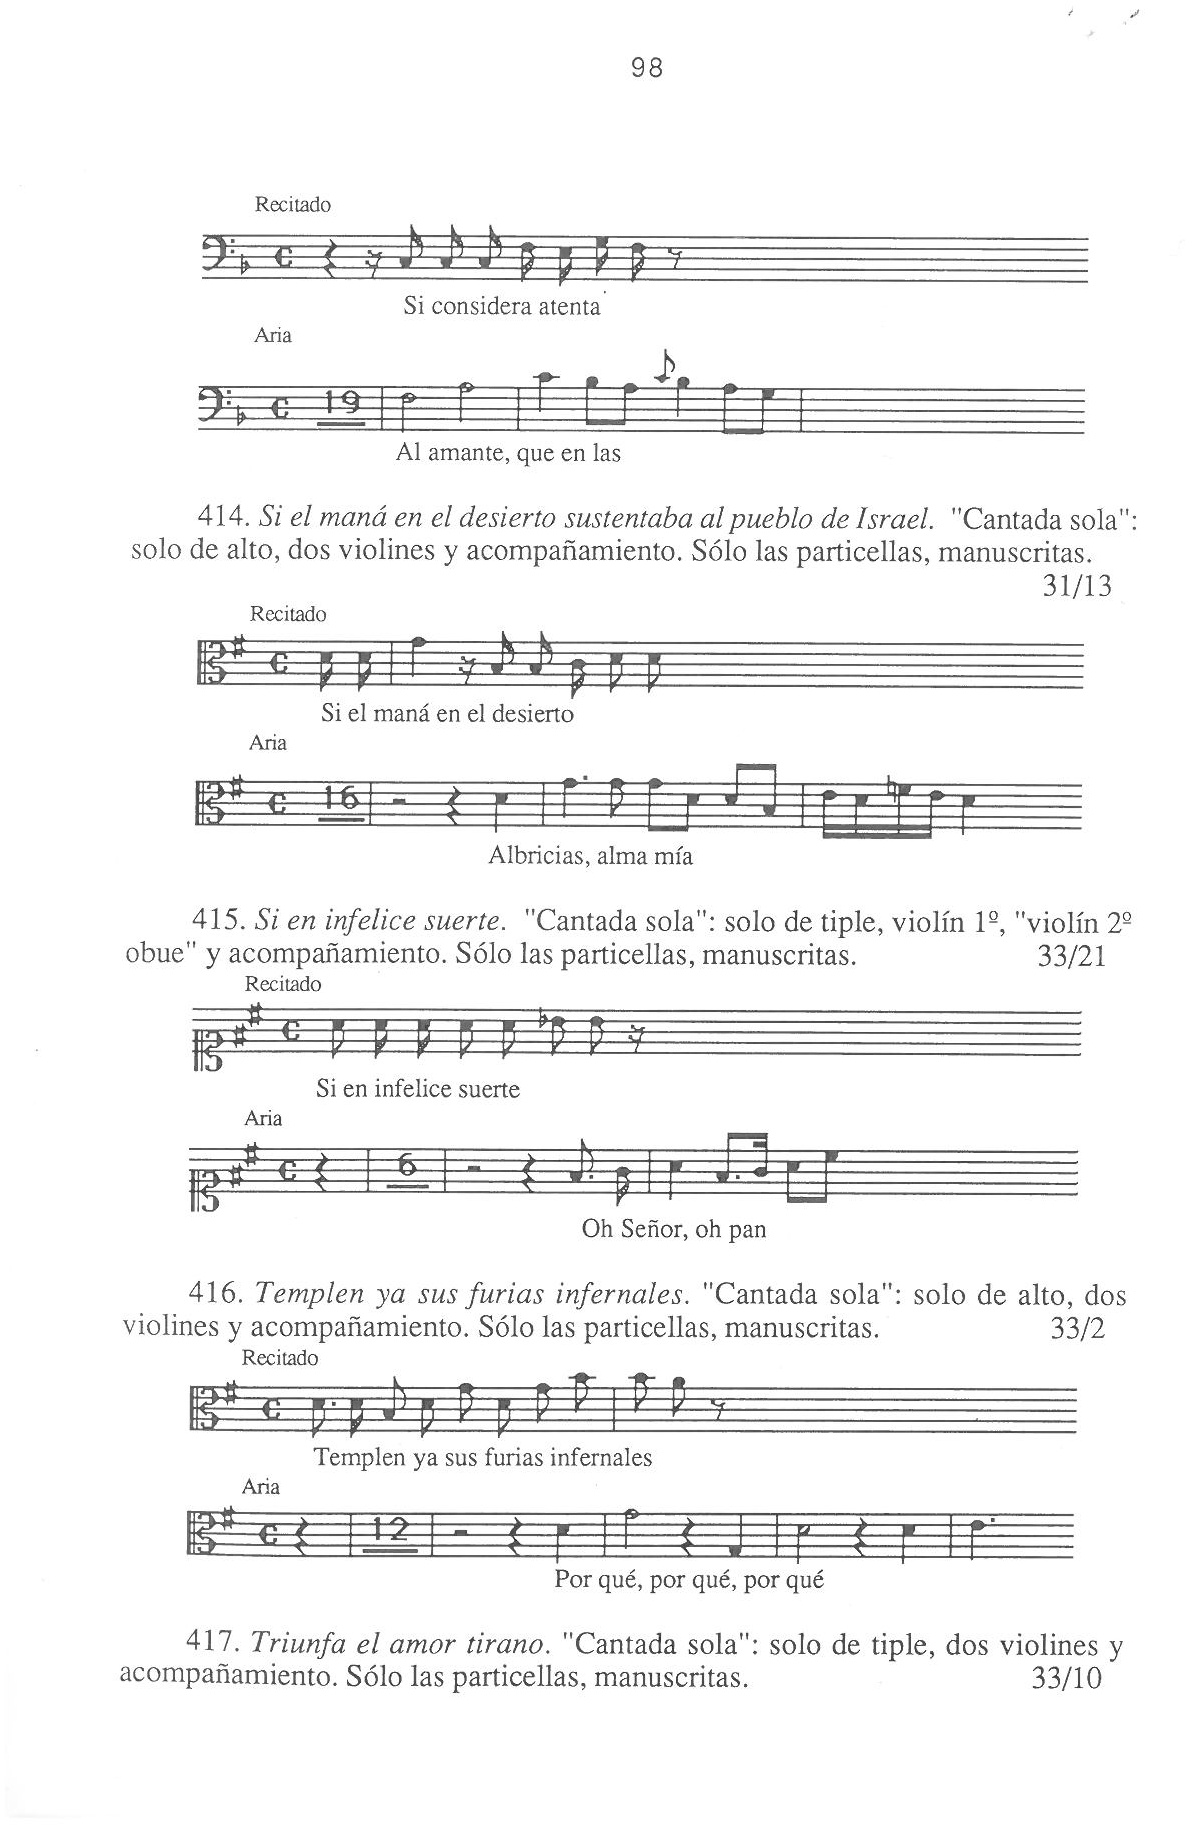 98
Recitado
Si considera atenta
Aria
19
Al amante, que en las
414. Si el maná en el desierto sustentaba al pueblo de Israel. "Cantada sola":
solo de alto, dos violines y acompañamiento. Sólo las particellas, manuscritas.
31/13
Recitado
Si el maná en el desierto
Aria
16
Albricias, alma mía
415. Si en infelice suerte. "Cantada sola": solo de tiple, violín 1º, "violín 2º
obue" y acompañamiento. Sólo las particellas, manuscritas. 33/21
Recitado
Si en infelice suerte
Aria
6
Oh Señor, oh pan
416. Templen ya sus furias infernales. "Cantada sola": solo de alto, dos
violines y acompañamiento. Sólo las particellas, manuscritas. 33/2
Recitado
Templen ya sus furias infernales
Aria
12
Por qué, por qué, por qué
417. Triunfa el amor tirano. "Cantada sola": solo de tiple, dos violines y
acompañamiento. Sólo las particellas, manuscritas. 33/10